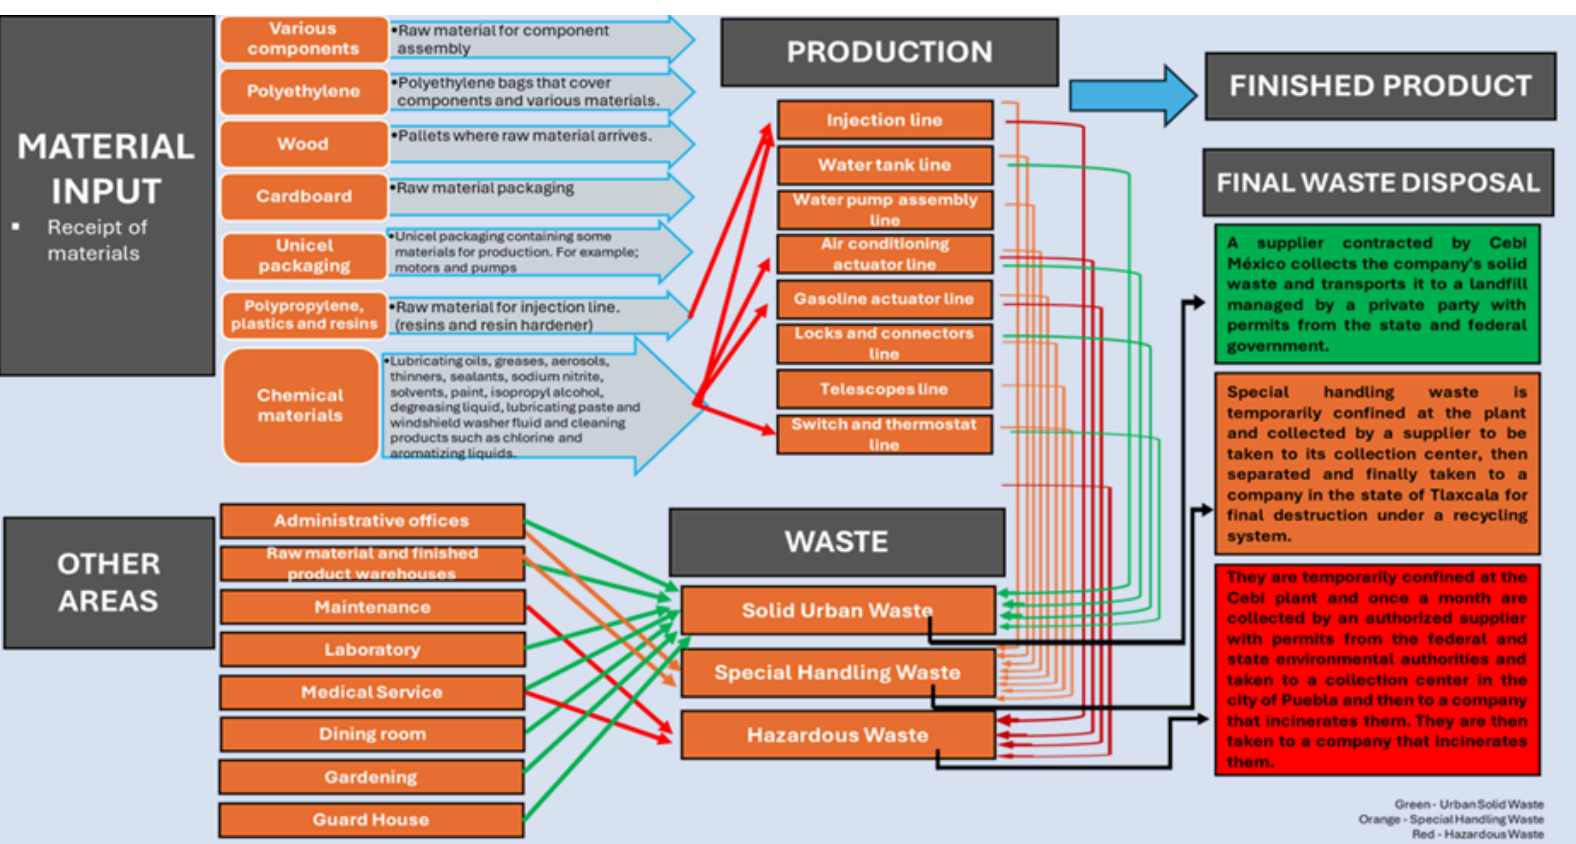 MATERIAL
INPUT
▪ Receipt of
materials
Various
components
•Raw material for component
assembly
Polyethylene
•Polyethylene bags that cover
components and various materials.
Wood
•Pallets where raw material arrives.
Cardboard
•Raw material packaging
Unicel
packaging
•Unicel packaging containing some
materials for production. For example;
motors and pumps
Polypropylene,
plastics and resins
•Raw material for injection line.
(resins and resin hardener)
Chemical
materials
•Lubricating oils, greases, aerosols,
thinners, sealants, sodium nitrite,
solvents, paint, isopropyl alcohol,
degreasing liquid, lubricating paste and
windshield washer fluid and cleaning
products such as chlorine and
aromatizing liquids.
PRODUCTION
Injection line
Water tank line
Water pump assembly
line
Air conditioning
actuator line
Gasoline actuator line
Locks and connectors
line
Telescopes line
Switch and thermostat
line
FINISHED PRODUCT
FINAL WASTE DISPOSAL
A supplier contracted by Cebi
México collects the company's solid
waste and transports it to a landfill
managed by a private party with
permits from the state and federal
government.
Special handling waste is
temporarily confined at the plant
and collected by a supplier to be
taken to its collection center, then
separated and finally taken to a
company in the state of Tlaxcala for
final destruction under a recycling
system.
They are temporarily confined at the
Cebi plant and once a month are
collected by an authorized supplier
with permits from the federal and
state environmental authorities and
taken to a collection center in the
city of Puebla and then to a company
that incinerates them. They are then
taken to a company that incinerates
them.
OTHER
AREAS
Administrative offices
Raw material and finished
product warehouses
Maintenance
Laboratory
Medical Service
Dining room
Gardening
Guard House
WASTE
Solid Urban Waste
Special Handling Waste
Hazardous Waste
Green - Urban Solid Waste
Orange - Special Handling Waste
Red - Hazardous Waste